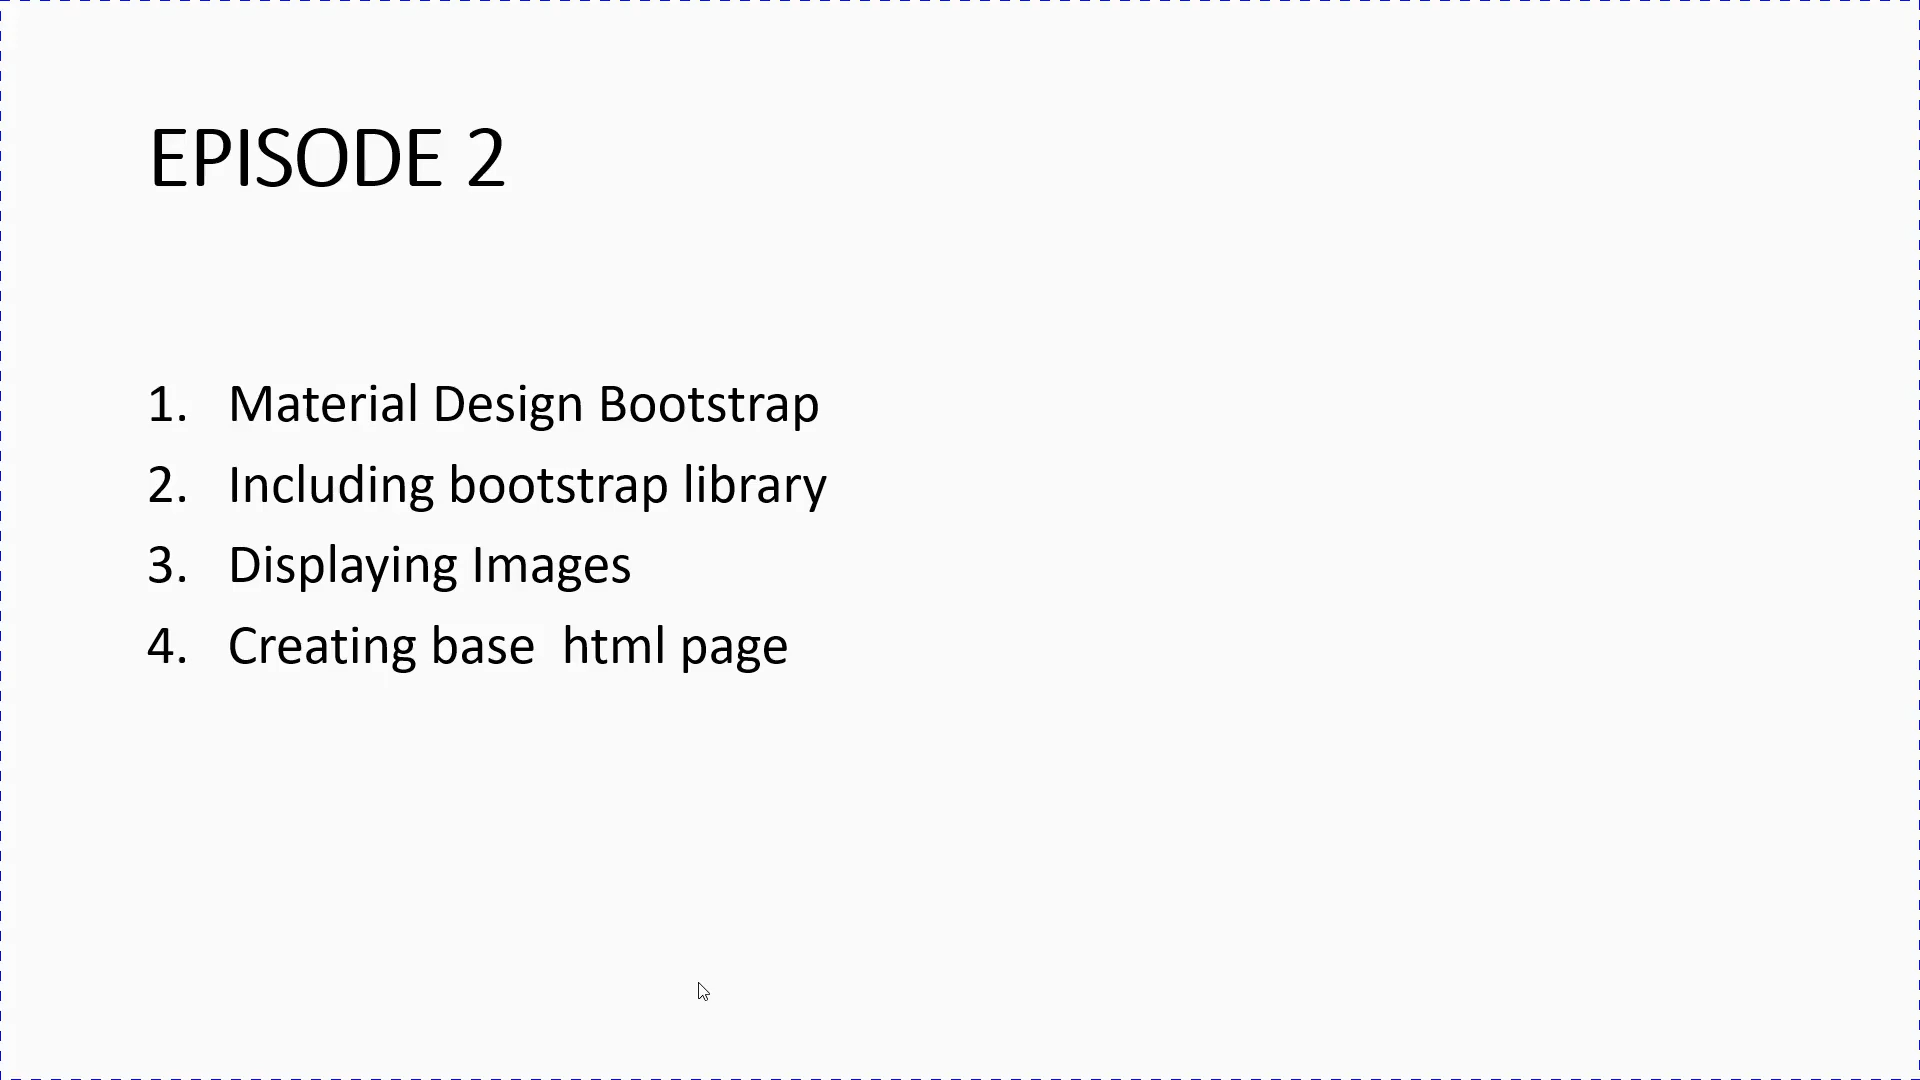 EPISODE 2
1. Material Design Bootstrap
2. Including bootstrap library
3. Displaying Images
4. Creating base  html page